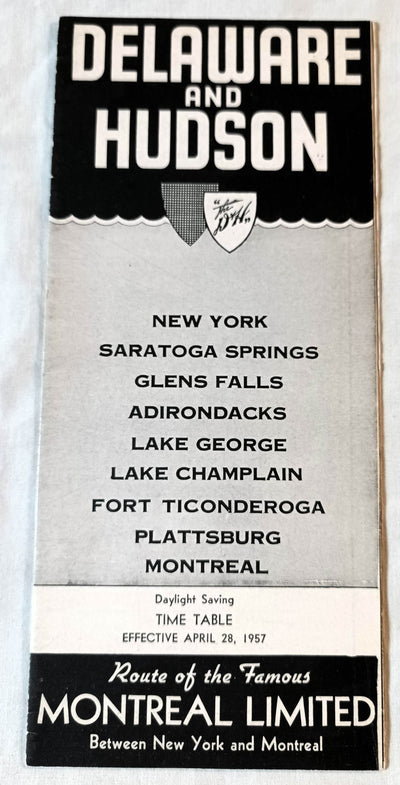 DELAWARE
AND
HUDSON
"The
D&H"
NEW YORK
SARATOGA SPRINGS
GLENS FALLS
ADIRONDACKS
LAKE GEORGE
LAKE CHAMPLAIN
FORT TICONDEROGA
PLATTSBURG
MONTREAL
Daylight Saving
TIME TABLE
EFFECTIVE APRIL 28, 1957
Route of the Famous
MONTREAL LIMITED
Between New York and Montreal